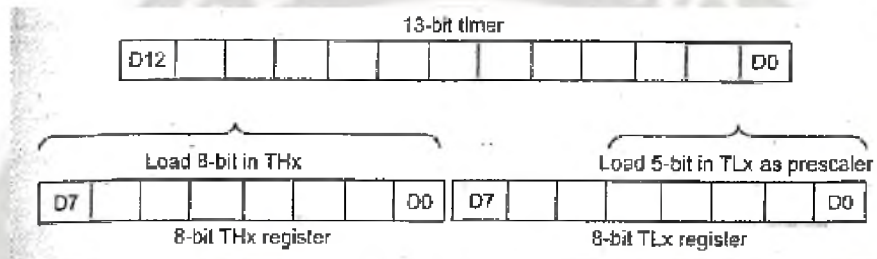 13-bit timer
D12 D0
Load 8-bit in THx Load 5-bit in TLx as prescaler
D7 D0 D7 D0
8-bit THx register 8-bit TLx register